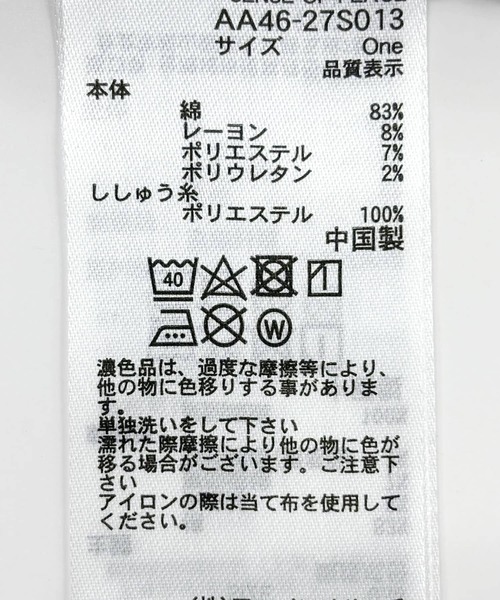 AA46-27S013
サイズ One
品質表示
本体
綿 83%
レーヨン 8%
ポリエステル 7%
ポリウレタン 2%
ししゅう糸
ポリエステル 100%
中国製
40
W
濃色品は、過度な摩擦等により、
他の物に色移りする事がありま
す。
単独洗いをして下さい
濡れた際摩擦により他の物に色が
移る場合がございます。ご注意下
さい
アイロンの際は当て布を使用して
ください。